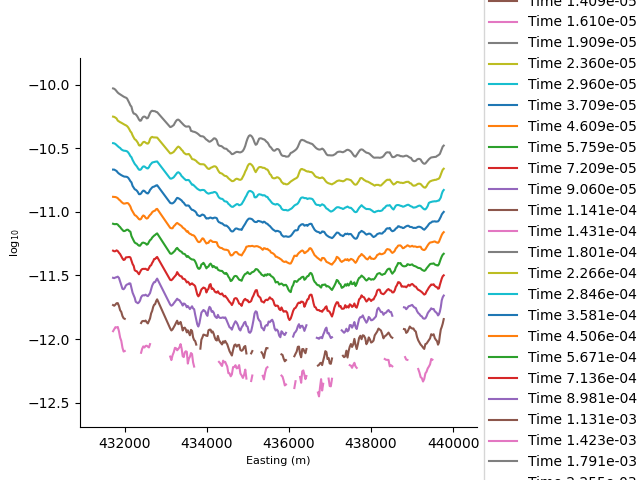 −10.0
−10.5
−11.0
−11.5
−12.0
−12.5
log10
432000 434000 436000 438000 440000
Easting (m)
Time 1.409e-05
Time 1.610e-05
Time 1.909e-05
Time 2.360e-05
Time 2.960e-05
Time 3.709e-05
Time 4.609e-05
Time 5.759e-05
Time 7.209e-05
Time 9.060e-05
Time 1.141e-04
Time 1.431e-04
Time 1.801e-04
Time 2.266e-04
Time 2.846e-04
Time 3.581e-04
Time 4.506e-04
Time 5.671e-04
Time 7.136e-04
Time 8.981e-04
Time 1.131e-03
Time 1.423e-03
Time 1.791e-03